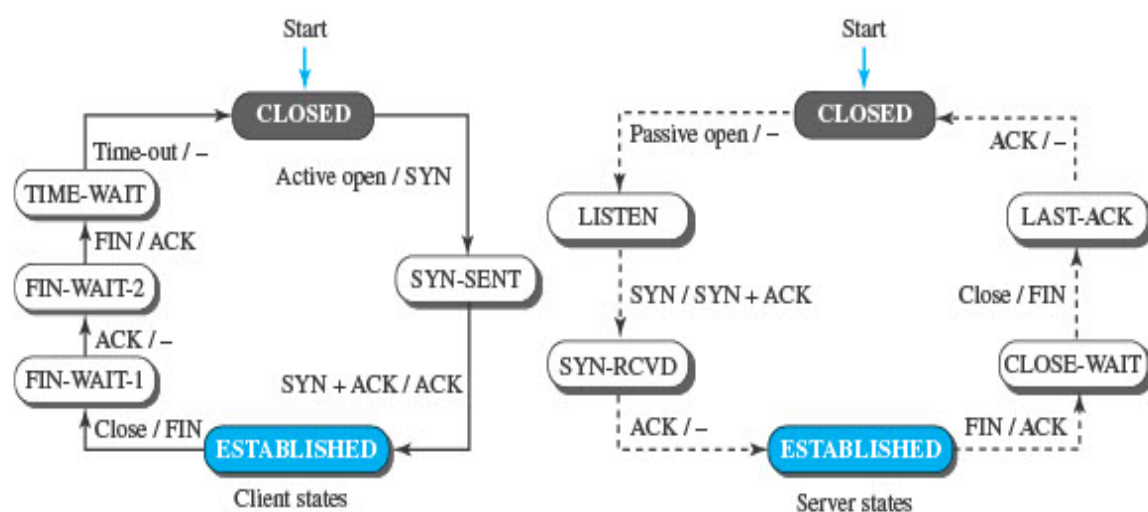 Start
CLOSED
Time-out / –
Active open / SYN
TIME-WAIT
FIN / ACK
FIN-WAIT-2
SYN-SENT
ACK / –
FIN-WAIT-1
SYN + ACK / ACK
Close / FIN
ESTABLISHED
Client states
Start
CLOSED
Passive open / –
ACK / –
LISTEN
LAST-ACK
SYN / SYN + ACK
Close / FIN
SYN-RCVD
CLOSE-WAIT
ACK / –
FIN / ACK
ESTABLISHED
Server states